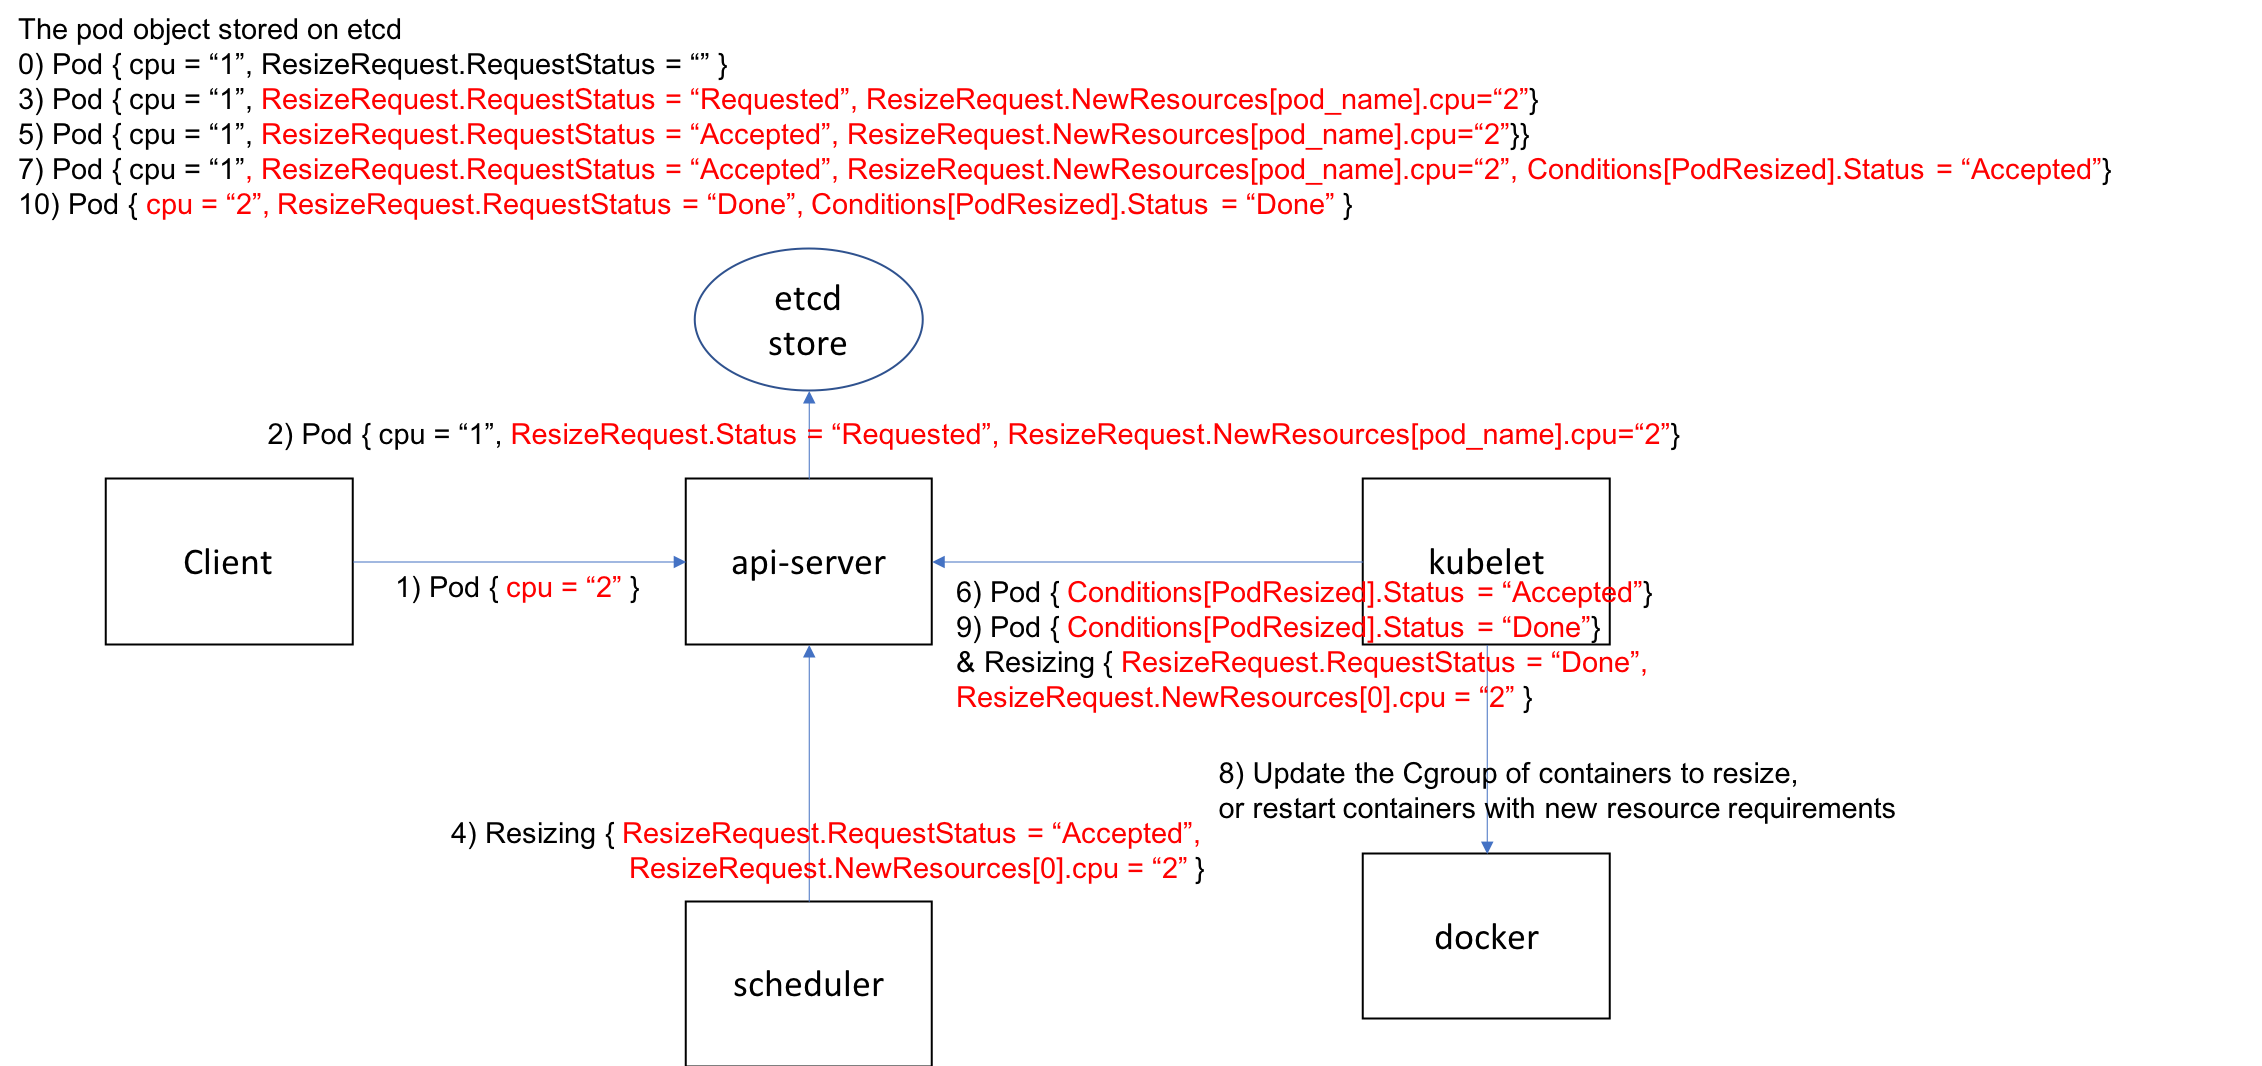 The pod object stored on etcd
0) Pod { cpu = “1”, ResizeRequest.RequestStatus = “” }
3) Pod { cpu = “1”, ResizeRequest.RequestStatus = “Requested”, ResizeRequest.NewResources[pod_name].cpu=“2”}
5) Pod { cpu = “1”, ResizeRequest.RequestStatus = “Accepted”, ResizeRequest.NewResources[pod_name].cpu=“2”}}
7) Pod { cpu = “1”, ResizeRequest.RequestStatus = “Accepted”, ResizeRequest.NewResources[pod_name].cpu=“2”, Conditions[PodResized].Status = “Accepted”}
10) Pod { cpu = “2”, ResizeRequest.RequestStatus = “Done”, Conditions[PodResized].Status = “Done” }
etcd
store
2) Pod { cpu = “1”, ResizeRequest.Status = “Requested”, ResizeRequest.NewResources[pod_name].cpu=“2”}
Client
1) Pod { cpu = “2” }
api-server
kubelet
6) Pod { Conditions[PodResized].Status = “Accepted”}
9) Pod { Conditions[PodResized].Status = “Done”}
& Resizing { ResizeRequest.RequestStatus = “Done”,
ResizeRequest.NewResources[0].cpu = “2” }
8) Update the Cgroup of containers to resize,
or restart containers with new resource requirements
4) Resizing { ResizeRequest.RequestStatus = “Accepted”,
ResizeRequest.NewResources[0].cpu = “2” }
scheduler
docker